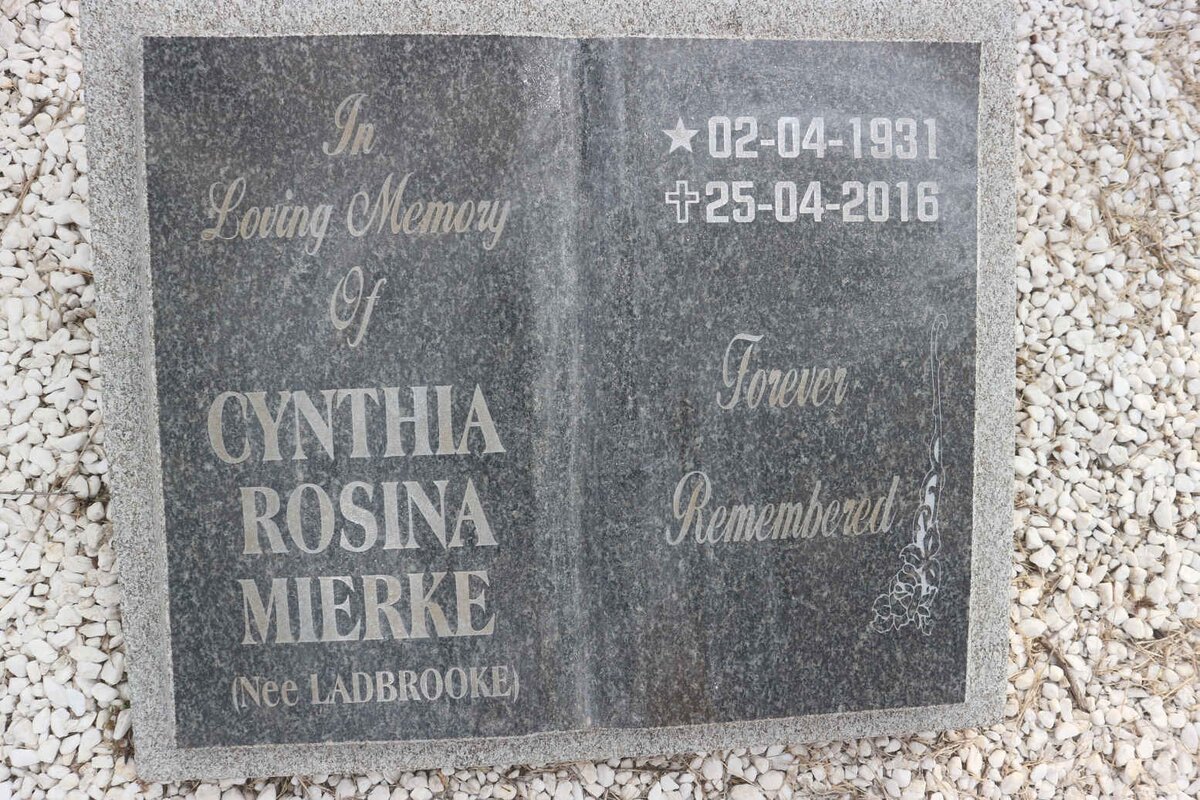 In
Loving Memory
Of
CYNTHIA
ROSINA
MIERKE
(Nee LADBROOKE)
★ 02-04-1931
✞ 25-04-2016
Forever
Remembered